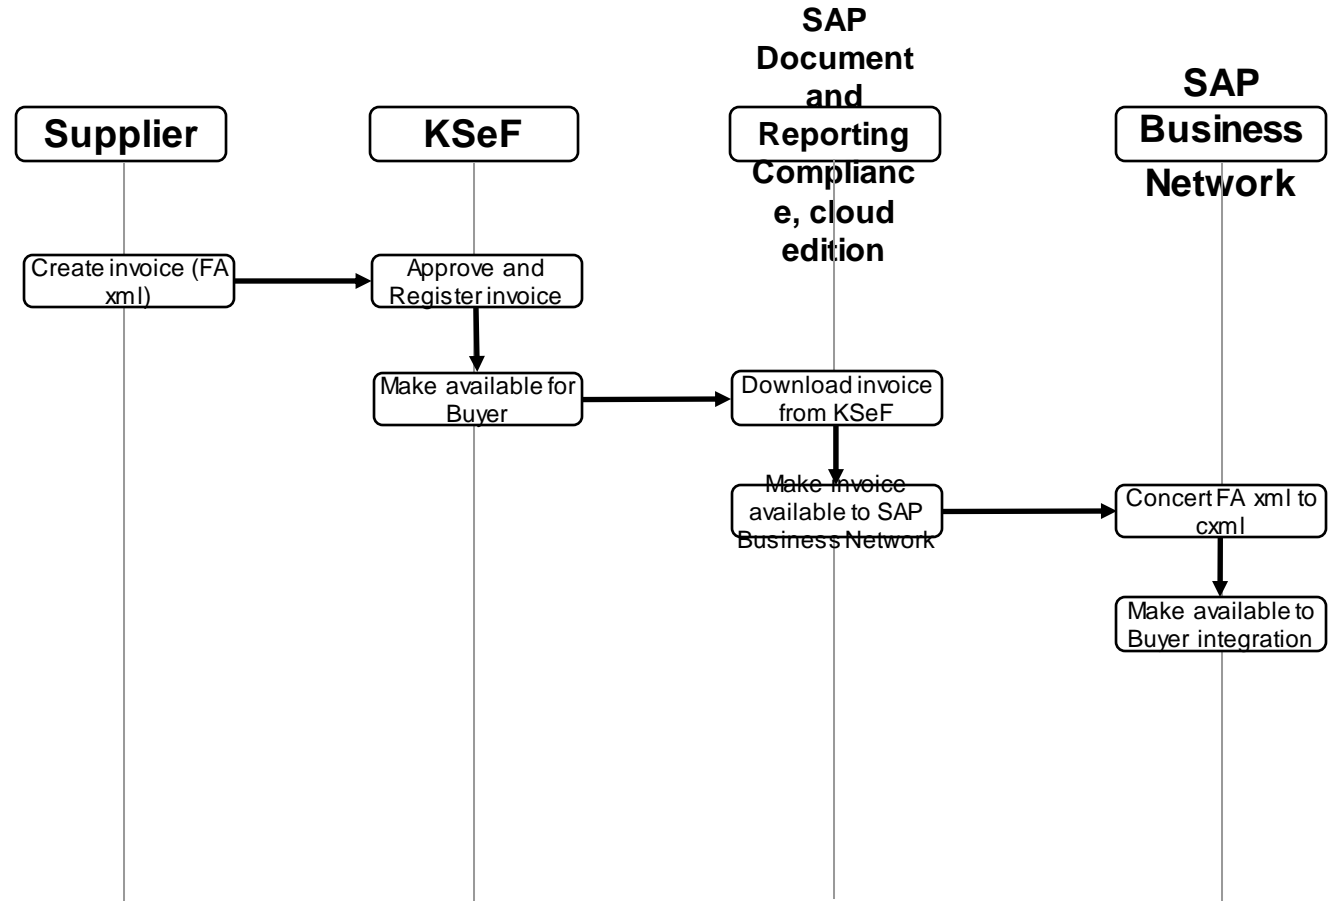 Supplier
KSeF
SAP
Document
and
Reporting
Complianc
e, cloud
edition
SAP
Business
Network
Create invoice (FA
xml)
Approve and
Register invoice
Make available for
Buyer
Download invoice
from KSeF
Make invoice
available to SAP
Business Network
Concert FA xml to
cxml
Make available to
Buyer integration